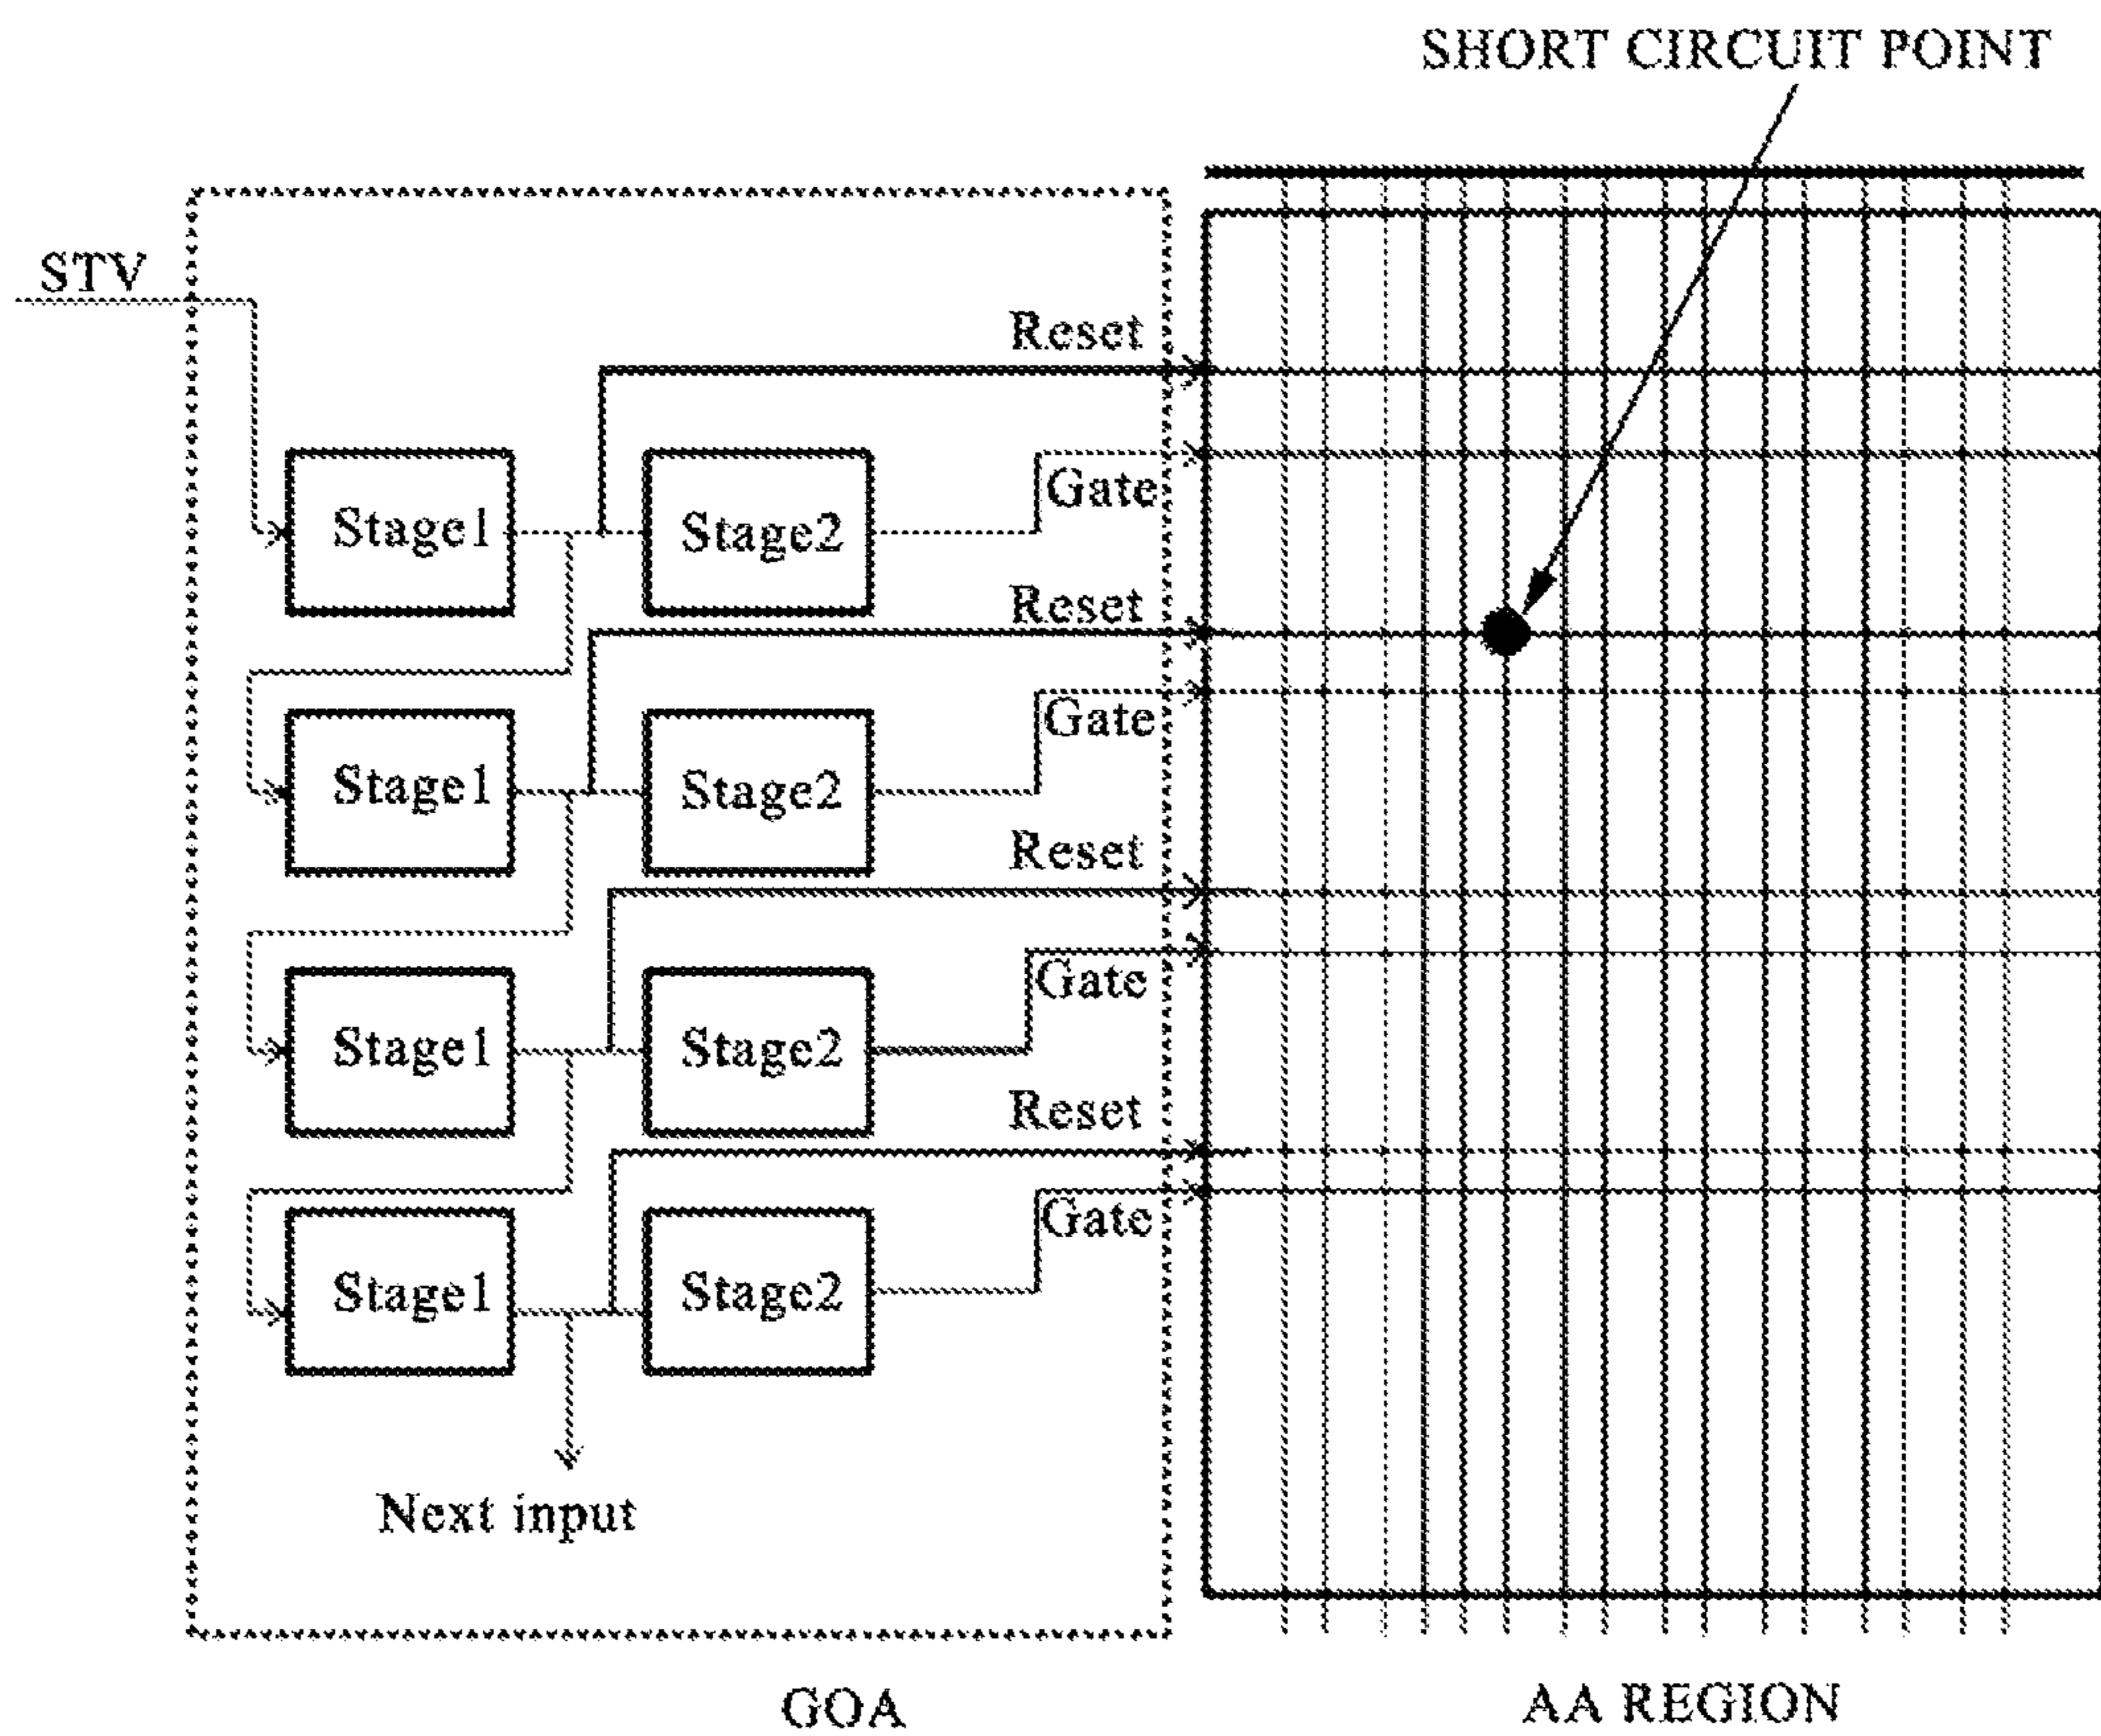 SHORT CIRCUIT POINT
STV
Reset
Stage1
Stage2
Gate
Reset
Stage1
Stage2
Gate
Reset
Stage1
Stage2
Gate
Reset
Stage1
Stage2
Gate
Next input
GOA
AA REGION